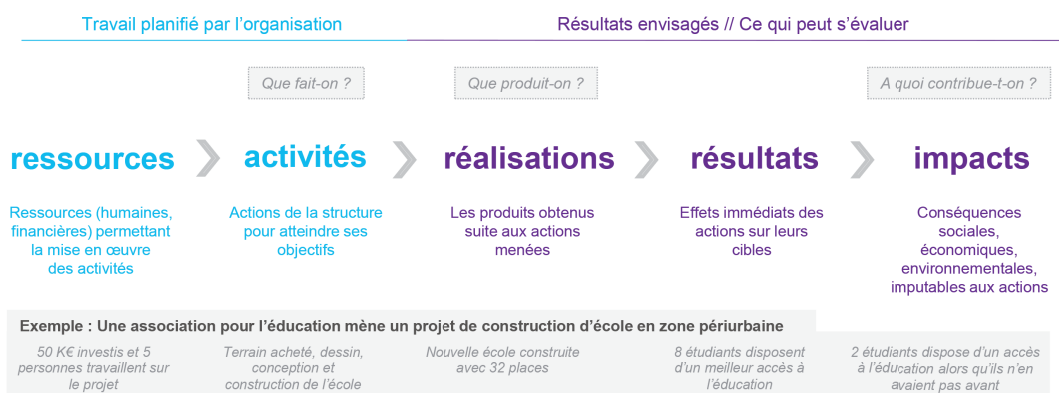 Travail planifié par l'organisation
Résultats envisagés // Ce qui peut s'évaluer
Que fait-on ?
Que produit-on ?
A quoi contribue-t-on ?
ressources
activités
réalisations
résultats
impacts
Ressources (humaines,
financières) permettant
la mise en œuvre
des activités
Actions de la structure
pour atteindre ses
objectifs
Les produits obtenus
suite aux actions
menées
Effets immédiats des
actions sur leurs
cibles
Conséquences
sociales,
économiques,
environnementales,
imputables aux actions
Exemple : Une association pour l'éducation mène un projet de construction d'école en zone périurbaine
50 K€ investis et 5
personnes travaillent sur
le projet
Terrain acheté, dessin,
conception et
construction de l'école
Nouvelle école construite
avec 32 places
8 étudiants disposent
d'un meilleur accès à
l'éducation
2 étudiants dispose d'un accès
à l'éducation alors qu'ils n'en
avaient pas avant